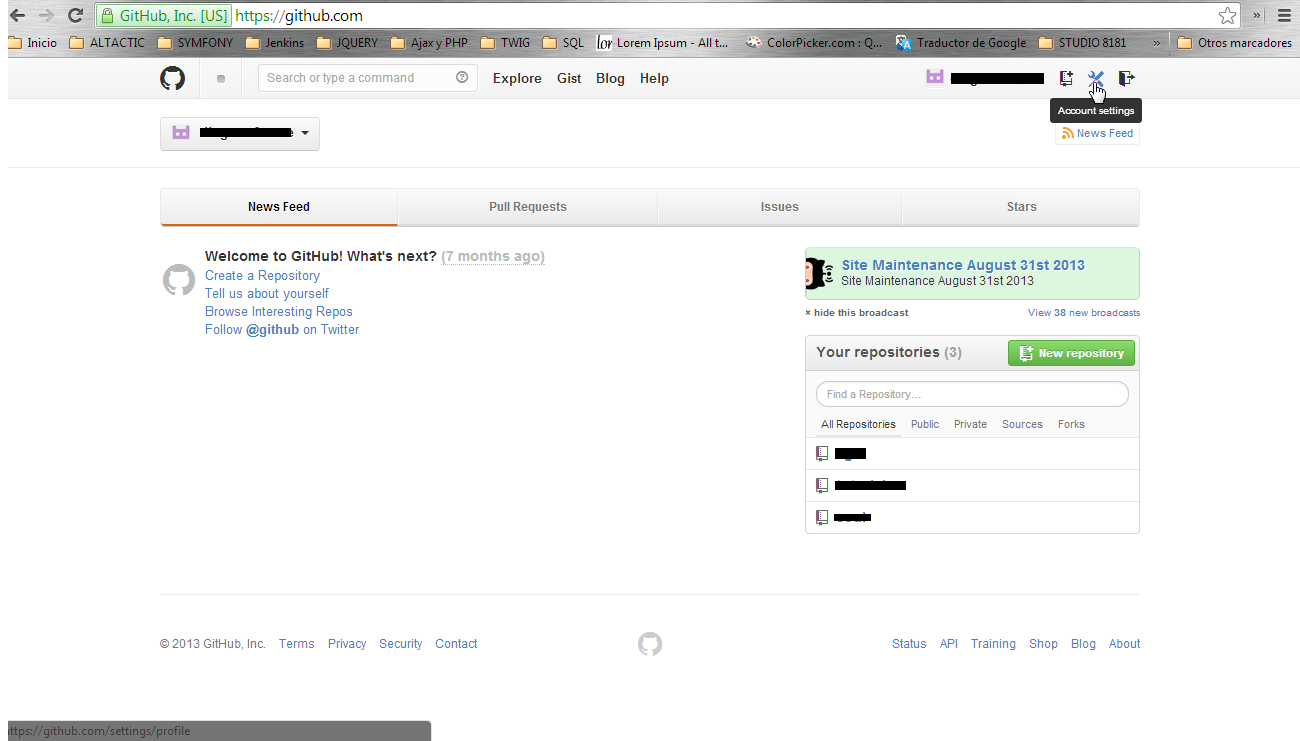 GitHub, Inc. [US] https://github.com
Inicio ALTACTIC SYMFONY Jenkins JQUERY Ajax y PHP TWIG SQL Lorem Ipsum - All t... ColorPicker.com : Q... Traductor de Google STUDIO 8181 » Otros marcadores
Search or type a command Explore Gist Blog Help
Account settings
News Feed
News Feed Pull Requests Issues Stars
Welcome to GitHub! What's next? (7 months ago)
Create a Repository
Tell us about yourself
Browse Interesting Repos
Follow @github on Twitter
Site Maintenance August 31st 2013
Site Maintenance August 31st 2013
× hide this broadcast View 38 new broadcasts
Your repositories (3) New repository
Find a Repository…
All Repositories Public Private Sources Forks
© 2013 GitHub, Inc. Terms Privacy Security Contact
Status API Training Shop Blog About
ttps://github.com/settings/profile